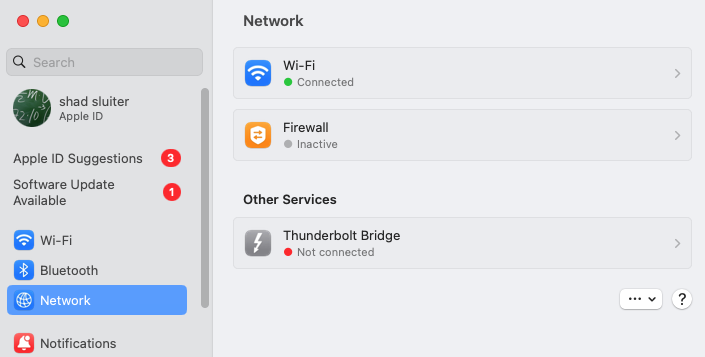 Search
shad sluiter
Apple ID
Apple ID Suggestions 3
Software Update
Available 1
Wi-Fi
Bluetooth
Network
Notifications
Network
Wi-Fi
Connected
Firewall
Inactive
Other Services
Thunderbolt Bridge
Not connected
... 
?